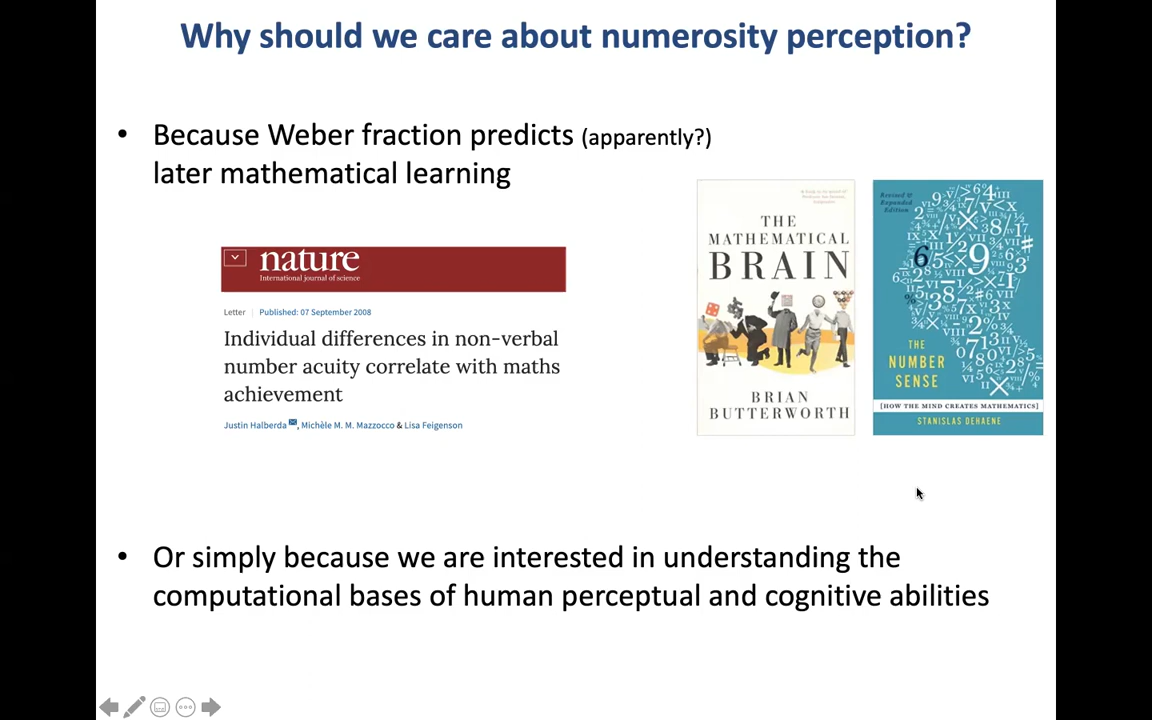 Why should we care about numerosity perception?
• Because Weber fraction predicts (apparently?)
later mathematical learning
nature
International journal of science
Letter | Published: 07 September 2008
Individual differences in non-verbal
number acuity correlate with maths
achievement
Justin Halberda, Michèle M. M. Mazzocco & Lisa Feigenson
THE
MATHEMATICAL
BRAIN
BRIAN
BUTTERWORTH
Revised &
Expanded
Edition
THE
NUMBER
SENSE
[HOW THE MIND CREATES MATHEMATICS]
STANISLAS DEHAENE
• Or simply because we are interested in understanding the
computational bases of human perceptual and cognitive abilities